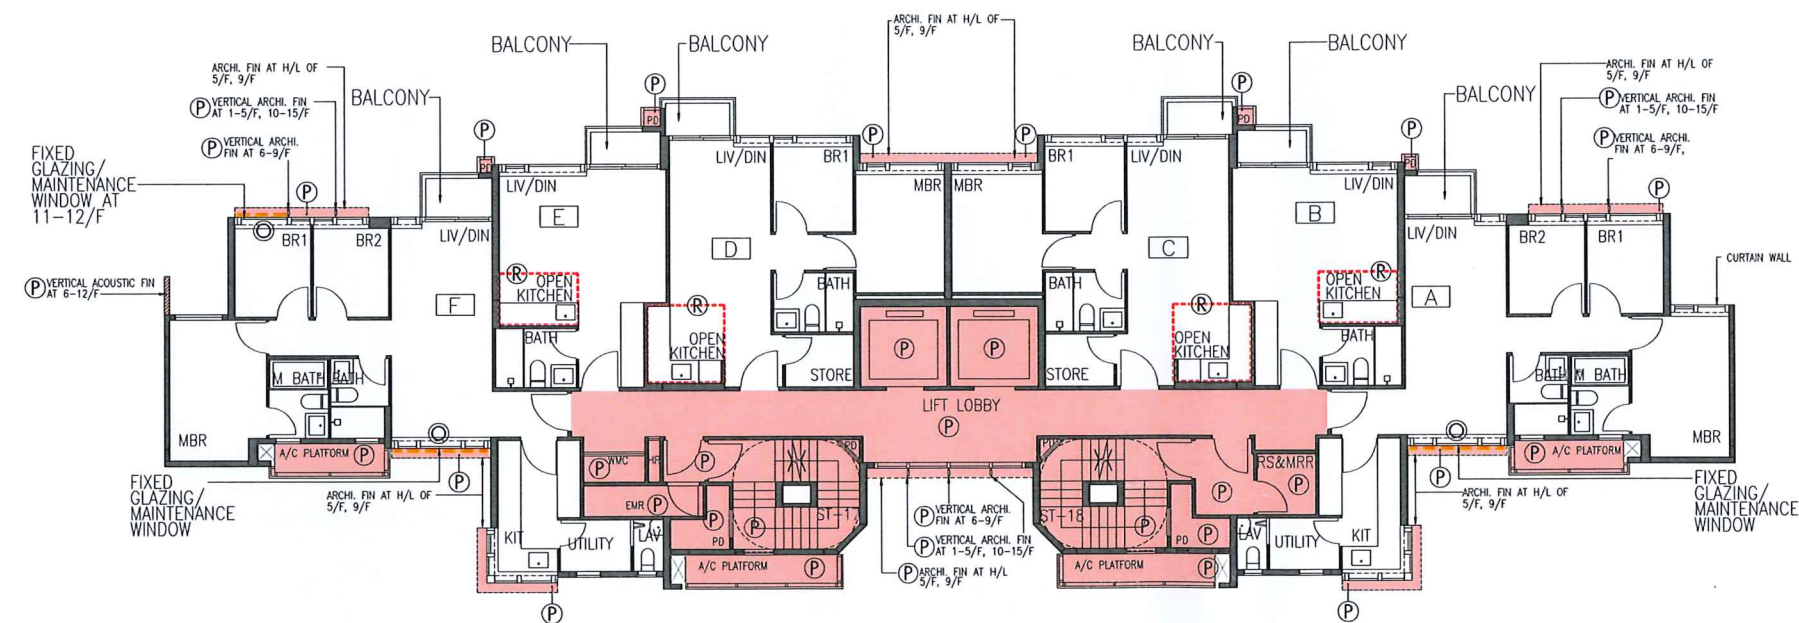 ARCHI. FIN AT H/L OF
5/F, 9/F
BALCONY
BALCONY
BALCONY
BALCONY
ARCHI. FIN AT H/L OF
5/F, 9/F
ARCHI. FIN AT H/L OF
5/F, 9/F
P
P
BALCONY
BALCONY
P VERTICAL ARCHI. FIN
AT 1-5/F, 10-15/F
P VERTICAL ARCHI. FIN
AT 1-5/F, 10-15/F
PD
PD
P VERTICAL ARCHI.
FIN AT 6-9/F
P VERTICAL ARCHI.
FIN AT 6-9/F,
P
P
P
P
FIXED
GLAZING/
MAINTENANCE
WINDOW AT
11-12/F
PD
LIV/DIN
BR1
BR1
LIV/DIN
PD
LIV/DIN
MBR
MBR
LIV/DIN
P
P
E
B
BR1
BR2
LIV/DIN
LIV/DIN
BR2
BR1
D
C
CURTAIN WALL
P VERTICAL ACOUSTIC FIN
AT 6-12/F
R
OPEN
KITCHEN
BATH
BATH
OPEN
KITCHEN
R
F
A
R
R
BATH
OPEN
KITCHEN
P
P
OPEN
KITCHEN
BATH
M BATH
BATH
STORE
STORE
BATH
M BATH
LIFT LOBBY
P
MBR
MBR
A/C PLATFORM
P
PD
PD
P
A/C PLATFORM
P
WMC
HR
P
RS&MRR
P
P
P
FIXED
GLAZING/
MAINTENANCE
WINDOW
ARCHI. FIN AT H/L OF
5/F, 9/F
ARCHI. FIN AT H/L OF
5/F, 9/F
FIXED
GLAZING/
MAINTENANCE
WINDOW
EMR
P
P
P
P VERTICAL ARCHI.
FIN AT 6-9/F
ST-18
P
P
KIT
UTILITY
LAV
PD
P VERTICAL ARCHI. FIN
AT 1-5/F, 10-15/F
PD
LAV
UTILITY
KIT
A/C PLATFORM
P
P ARCHI. FIN AT H/L
5/F, 9/F
A/C PLATFORM
P
P
P